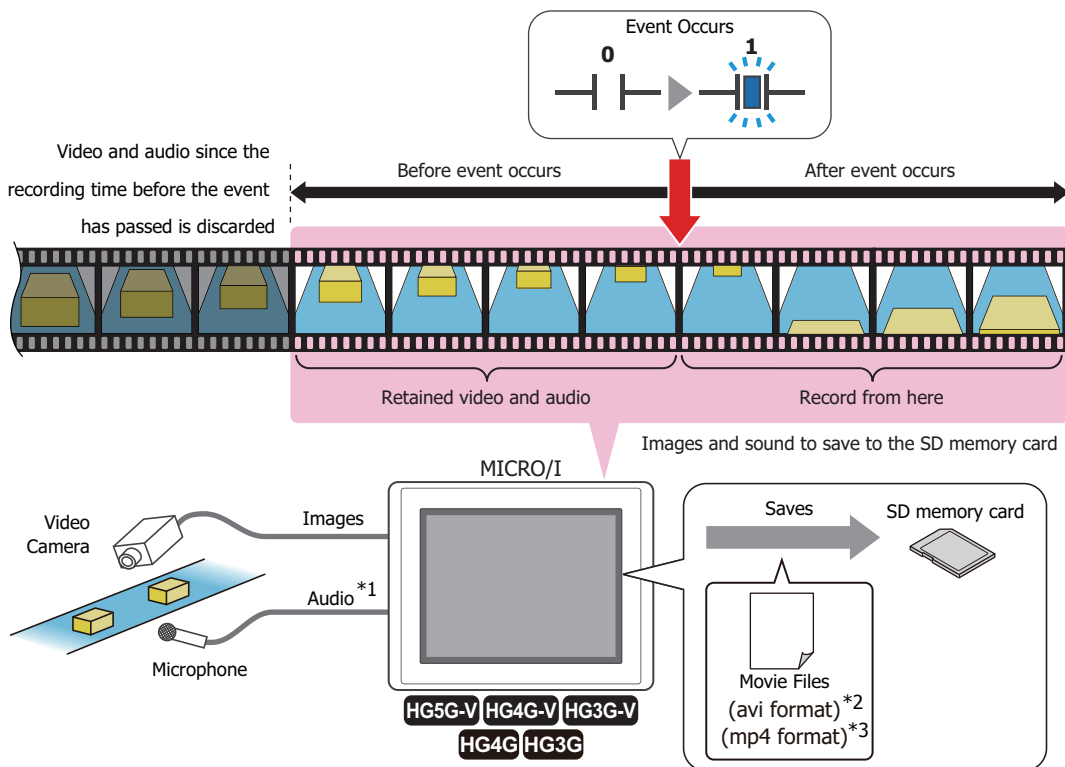 Event Occurs
0
1
Video and audio since the
recording time before the event
has passed is discarded
Before event occurs
After event occurs
Retained video and audio
Record from here
Images and sound to save to the SD memory card
MICRO/I
Video
Camera
Images
Audio*1
Microphone
HG5G-V HG4G-V HG3G-V
HG4G HG3G
Saves
SD memory card
Movie Files
(avi format)*2
(mp4 format)*3